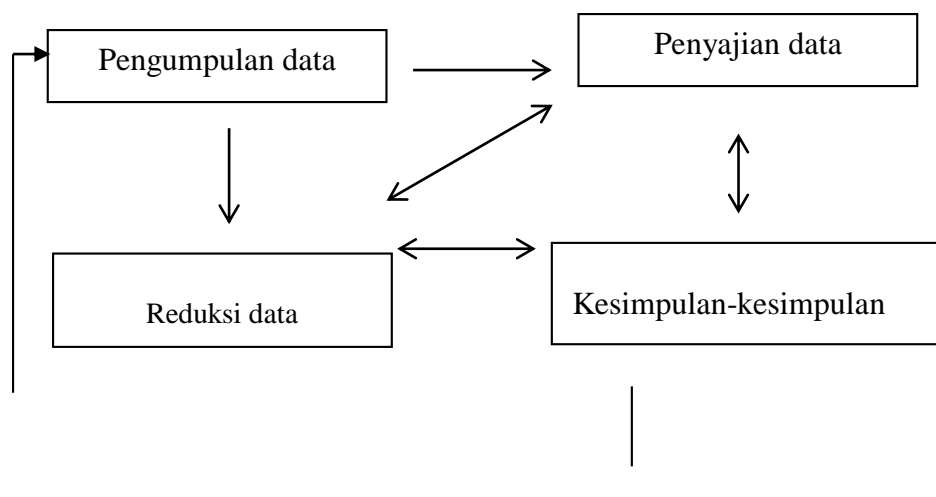 Pengumpulan data
Penyajian data
Reduksi data
Kesimpulan-kesimpulan